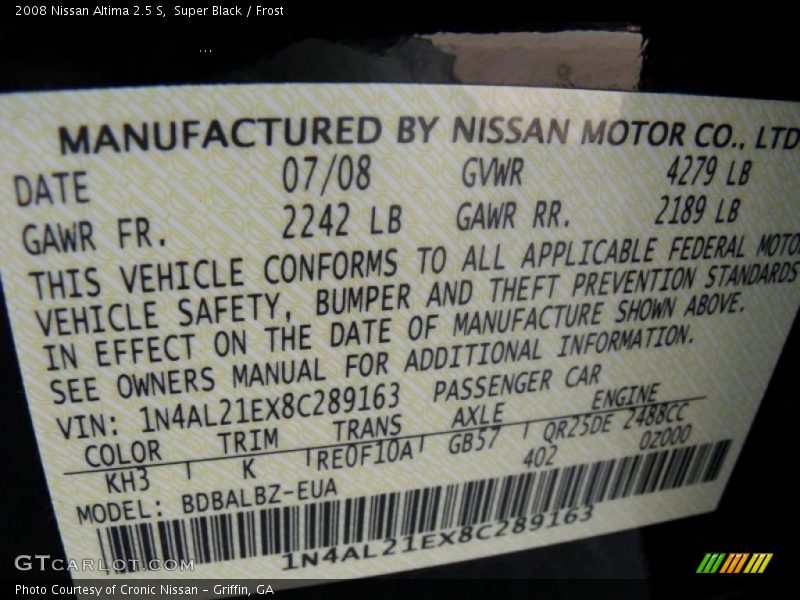 2008 Nissan Altima 2.5 S, Super Black / Frost
MANUFACTURED BY NISSAN MOTOR CO., LTD
DATE 07/08 GVWR 4279 LB
GAWR FR. 2242 LB GAWR RR. 2189 LB
THIS VEHICLE CONFORMS TO ALL APPLICABLE FEDERAL MOTO
VEHICLE SAFETY, BUMPER AND THEFT PREVENTION STANDARDS
IN EFFECT ON THE DATE OF MANUFACTURE SHOWN ABOVE.
SEE OWNERS MANUAL FOR ADDITIONAL INFORMATION.
VIN: 1N4AL21EX8C289163 PASSENGER CAR
COLOR TRIM TRANS AXLE ENGINE
KH3 K RE0F10A GB57 QR25DE 2488CC
402 0Z000
MODEL: BDBALBZ-EUA
1N4AL21EX8C289163
GTCarlot.com
Photo Courtesy of Cronic Nissan - Griffin, GA